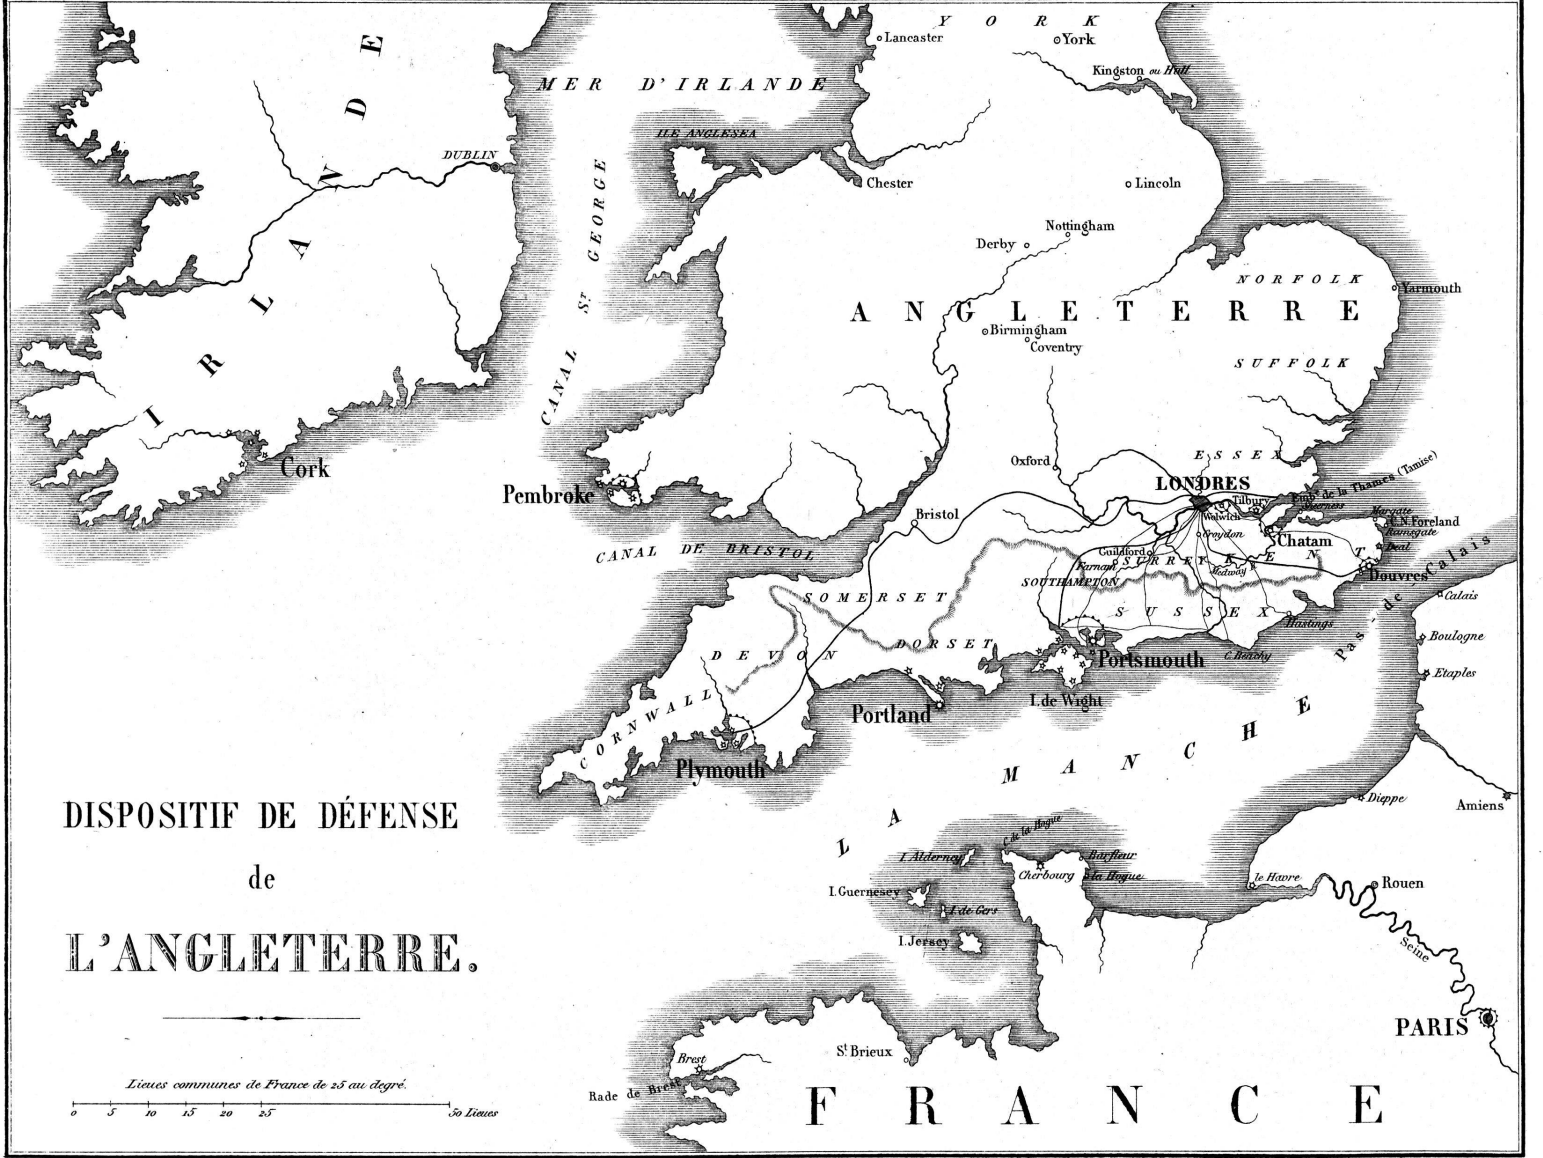 YORK
Lancaster
York
Kingston ou Hull
MER D'IRLANDE
ILE ANGLESEA
DUBLIN
Chester
Lincoln
IRLANDE
CANAL St GEORGE
Nottingham
Derby
NORFOLK
Yarmouth
ANGLETERRE
Birmingham
Coventry
SUFFOLK
Cork
Pembroke
Oxford
ESSEX
LONDRES
Tilbury
Embre de la Thames (Tamise)
Sheerness
Bristol
Wolwich
Margate
C.N. Foreland
Ramsgate
Croydon
Chatam
Deal
CANAL DE BRISTOL
Guildford
Farnam
SURREY
KENT
Medway R.
Douvres
Pas-de Calais
SOUTHAMPTON
Calais
SOMERSET
SUSSEX
Hastings
Boulogne
DEVON
DORSET
C. Beachy
Portsmouth
Etaples
CORNWALL
Portland
I. de Wight
Plymouth
LA MANCHE
Dieppe
Amiens
DISPOSITIF DE DÉFENSE
de
L'ANGLETERRE.
C. de la Hogue
I. Alderney
Barfleur
Cherbourg
la Hogue
le Havre
Rouen
I. Guernesey
I. de Cers
I. Jersey
Seine
PARIS
St Brieux
Brest
Rade de Brest
FRANCE
Lieues communes de France de 25 au degré.
0 5 10 15 20 25 50 Lieues